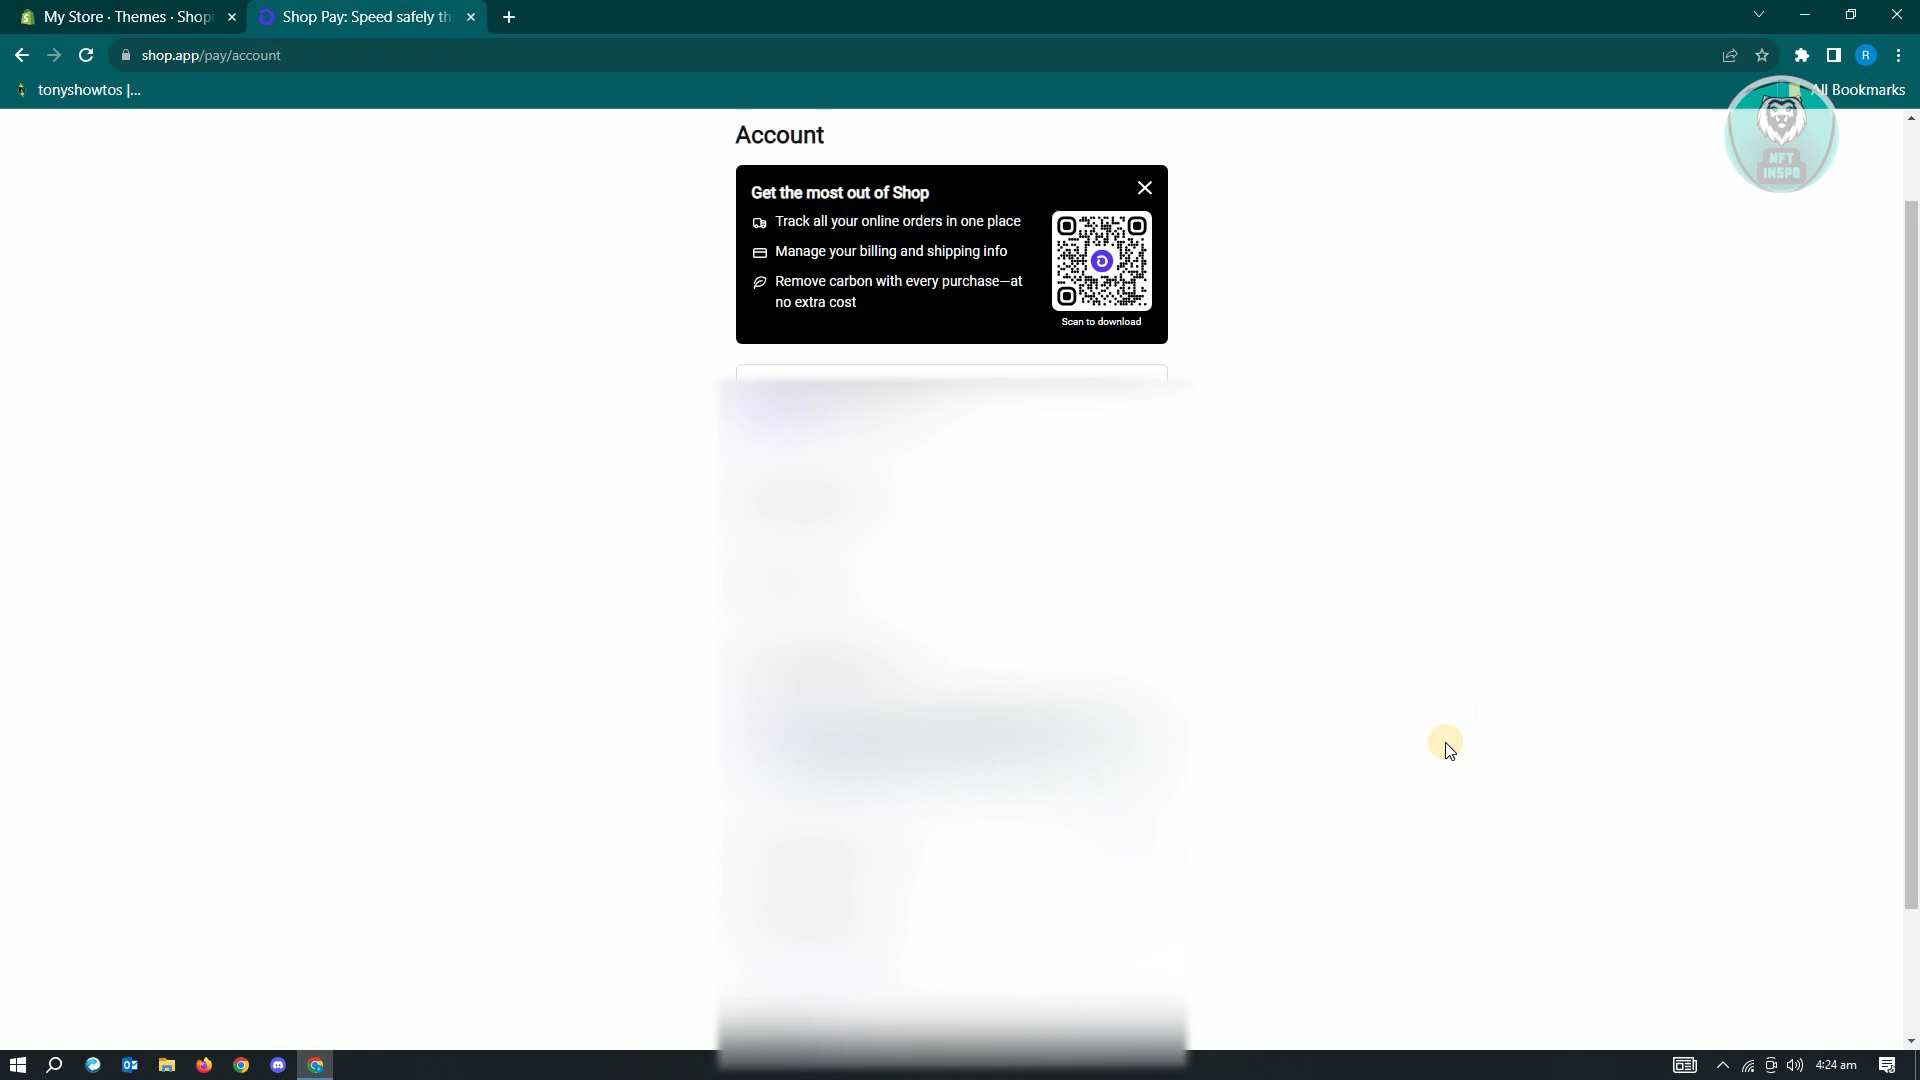 My Store · Themes · Shopi
Shop Pay: Speed safely th
shop.app/pay/account
R
tonyshowtos |...
All Bookmarks
NFT
INSPO
Account
Get the most out of Shop
Track all your online orders in one place
Manage your billing and shipping info
Remove carbon with every purchase—at
no extra cost
Scan to download
4:24 am